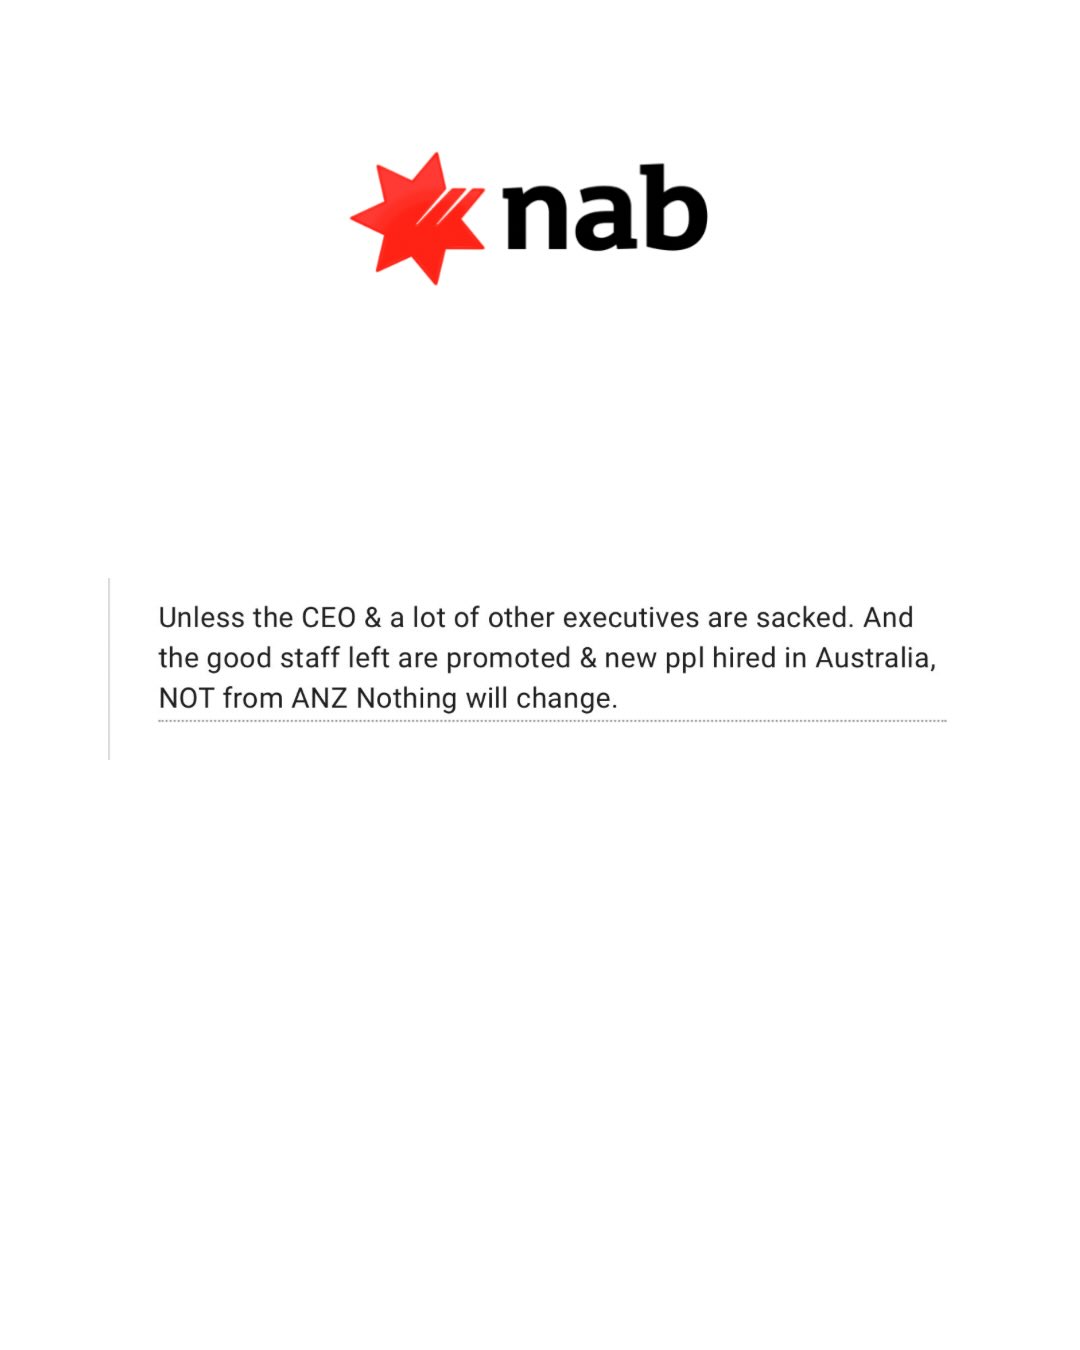 nab
Unless the CEO & a lot of other executives are sacked. And
the good staff left are promoted & new ppl hired in Australia,
NOT from ANZ Nothing will change.